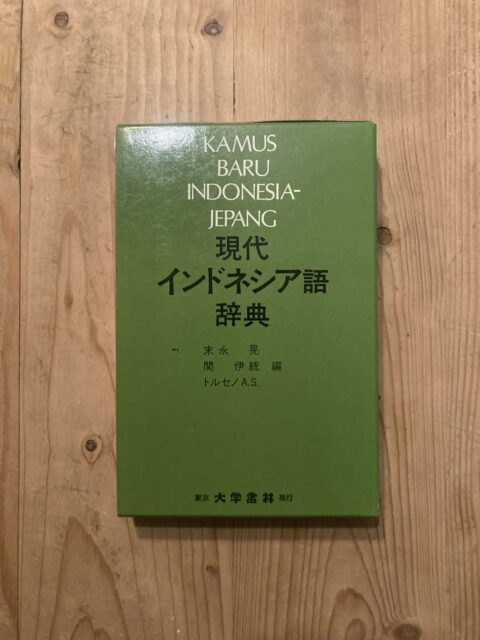 KAMUS
BARU
INDONESIA-
JEPANG
現代
インドネシア語
辞典
末永 晃
関 伊統 編
トルセノ A.S.
東京 大学書林 発行